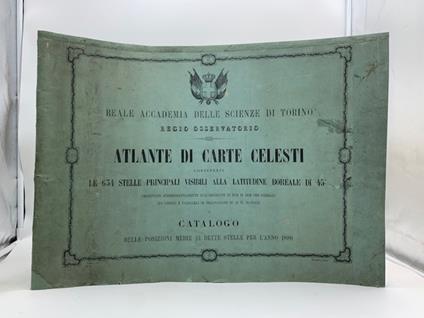 REALE ACCADEMIA DELLE SCIENZE DI TORINO
REGIO OSSERVATORIO
ATLANTE DI CARTE CELESTI
CONTENENTI
LE 634 STELLE PRINCIPALI VISIBILI ALLA LATITUDINE BOREALE DI 45°
CATALOGO
DELLE POSIZIONI MEDIE DI DETTE STELLE PER L'ANNO 1880